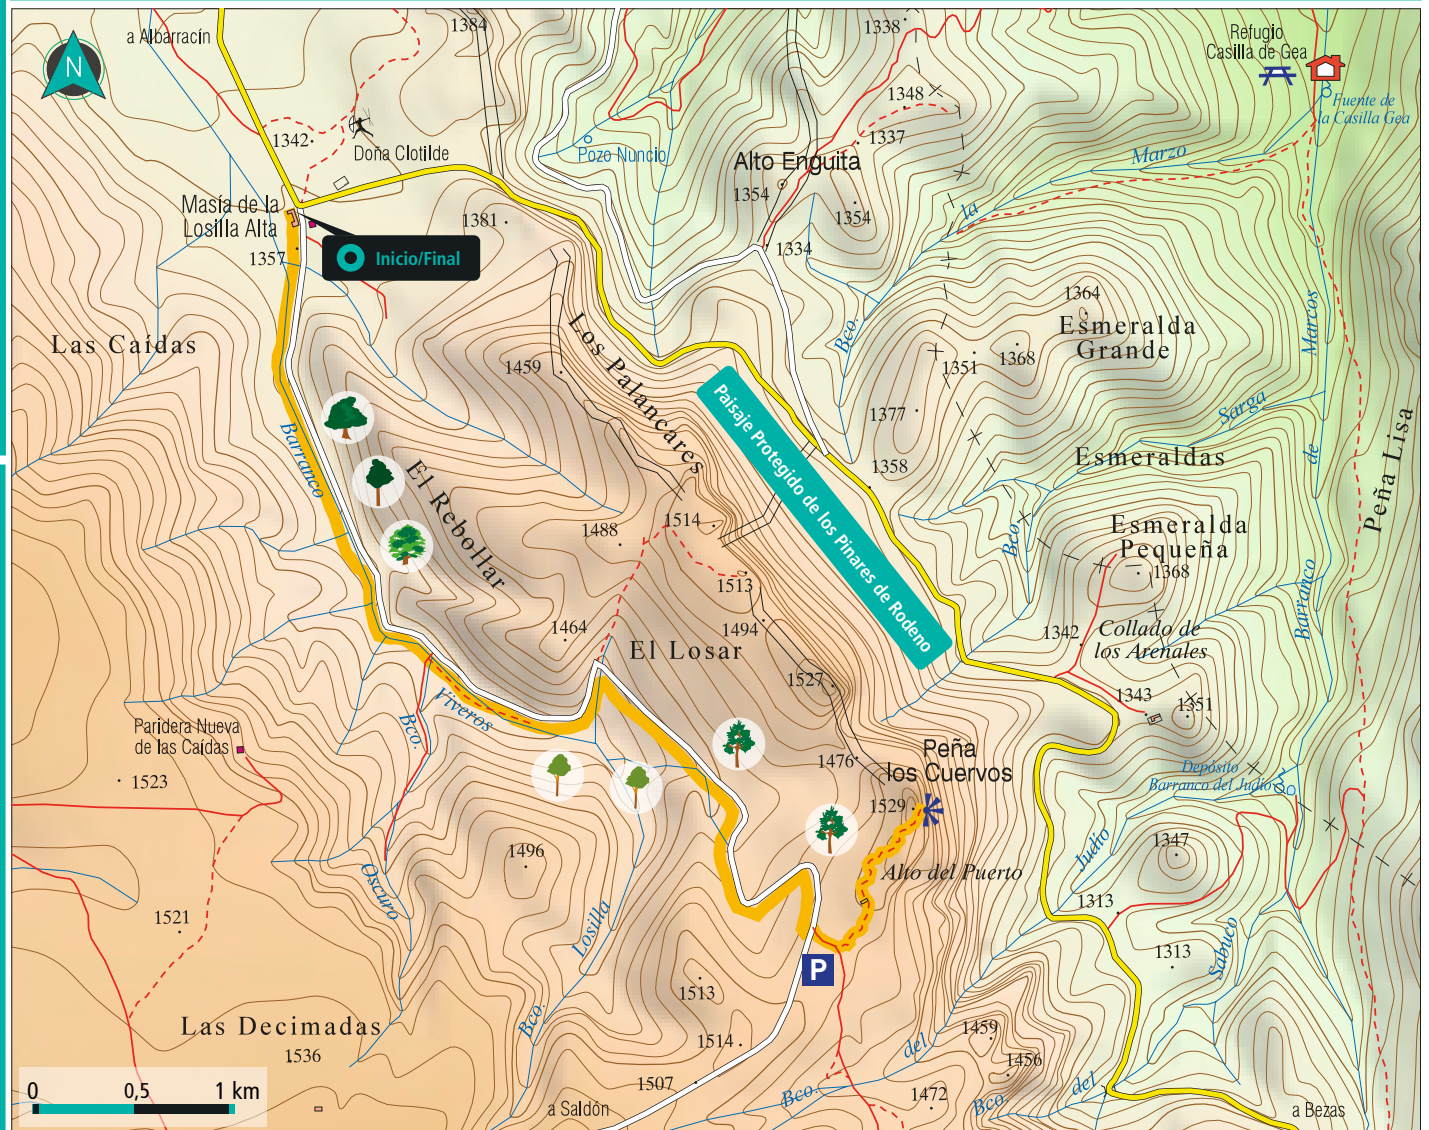 1384
1338
a Albarracín
Refugio
Casilla de Gea
N
1348
Fuente de
la Casilla Gea
1342
1337
Doña Clotilde
Pozo Nuncio
Alto Enguita
Marzo
1354
Masía de la
Losilla Alta
1381
1354
la
1334
Inicio/Final
1357
1364
Las Caídas
Los Palancares
Esmeralda
Grande
Bco.
Marcos
1459
1351
1368
Paisaje Protegido de los Pinares de Rodeno
1377
Sarga
Peña Lisa
Barranco
El Rebollar
1358
Esmeraldas
de
1488
1514
Bco.
Esmeralda
Pequeña
1368
1513
Barranco
1464
1494
1342
Collado de
los Arenales
El Losar
1527
1343
1351
Viveros
Bco.
Paridera Nueva
de las Caídas
1523
1476
Peña
los Cuervos
Depósito
Barranco del Judío
1529
Judío
1347
1496
Alto del Puerto
Oscuro
1521
Losilla
1313
1313
Sabuco
P
1513
Bco.
Las Decimadas
1536
1514
1459
del
1456
1507
Bco.
1472
Bco.
del
0
0,5
1 km
a Saldón
a Bezas